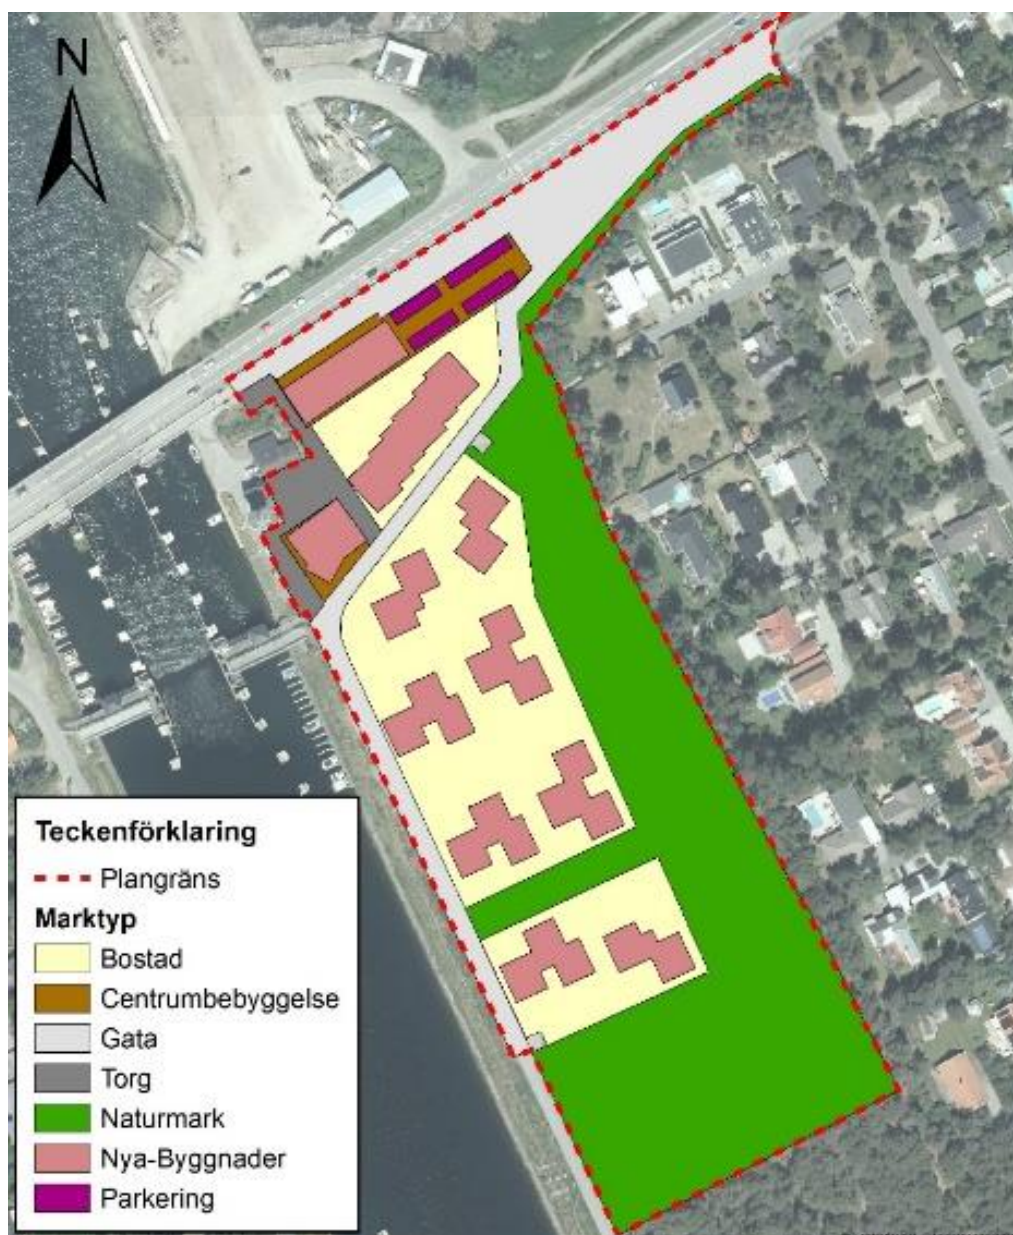 N
Teckenförklaring
Plangräns
Marktyp
Bostad
Centrumbebyggelse
Gata
Torg
Naturmark
Nya-Byggnader
Parkering